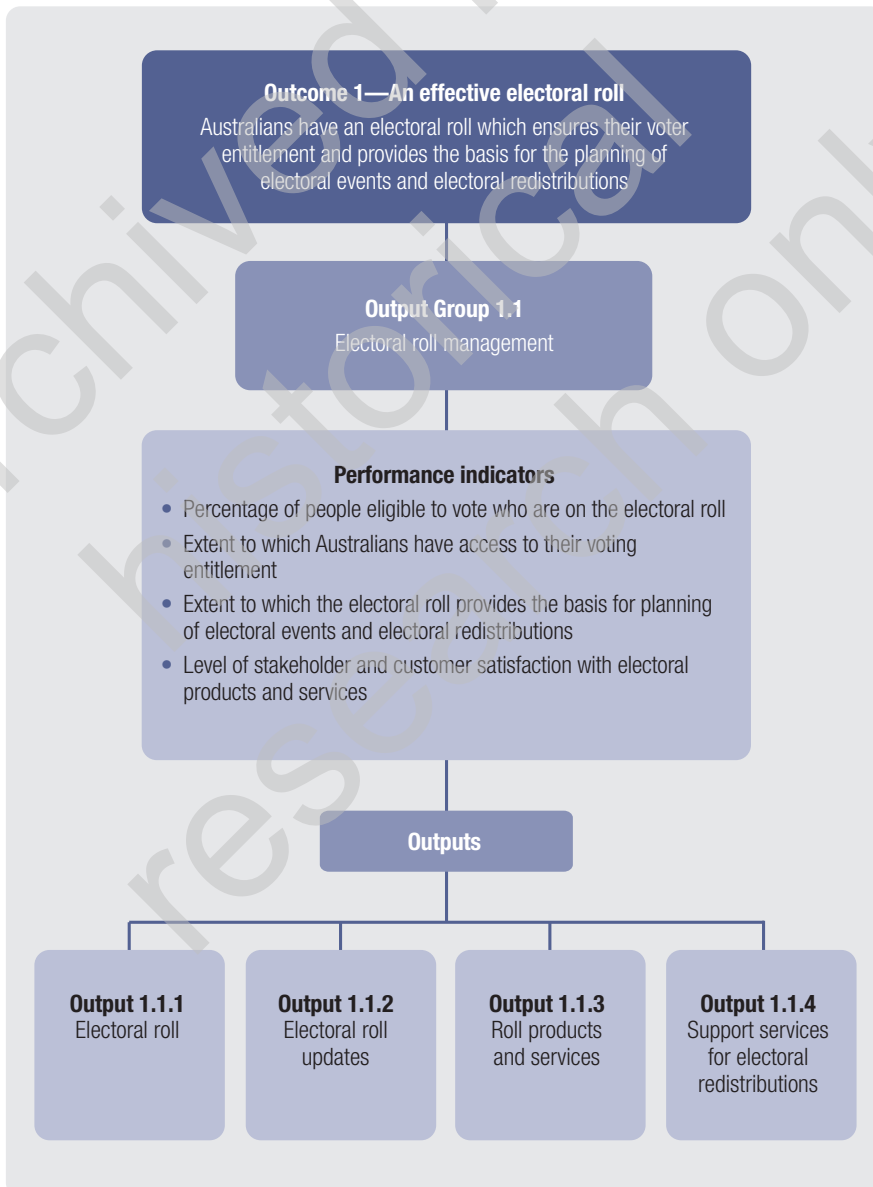 Outcome 1—An effective electoral roll
Australians have an electoral roll which ensures their voter
entitlement and provides the basis for the planning of
electoral events and electoral redistributions
Output Group 1.1
Electoral roll management
Performance indicators
• Percentage of people eligible to vote who are on the electoral roll
• Extent to which Australians have access to their voting
entitlement
• Extent to which the electoral roll provides the basis for planning
of electoral events and electoral redistributions
• Level of stakeholder and customer satisfaction with electoral
products and services
Outputs
Output 1.1.1
Electoral roll
Output 1.1.2
Electoral roll
updates
Output 1.1.3
Roll products
and services
Output 1.1.4
Support services
for electoral
redistributions
historical
research only